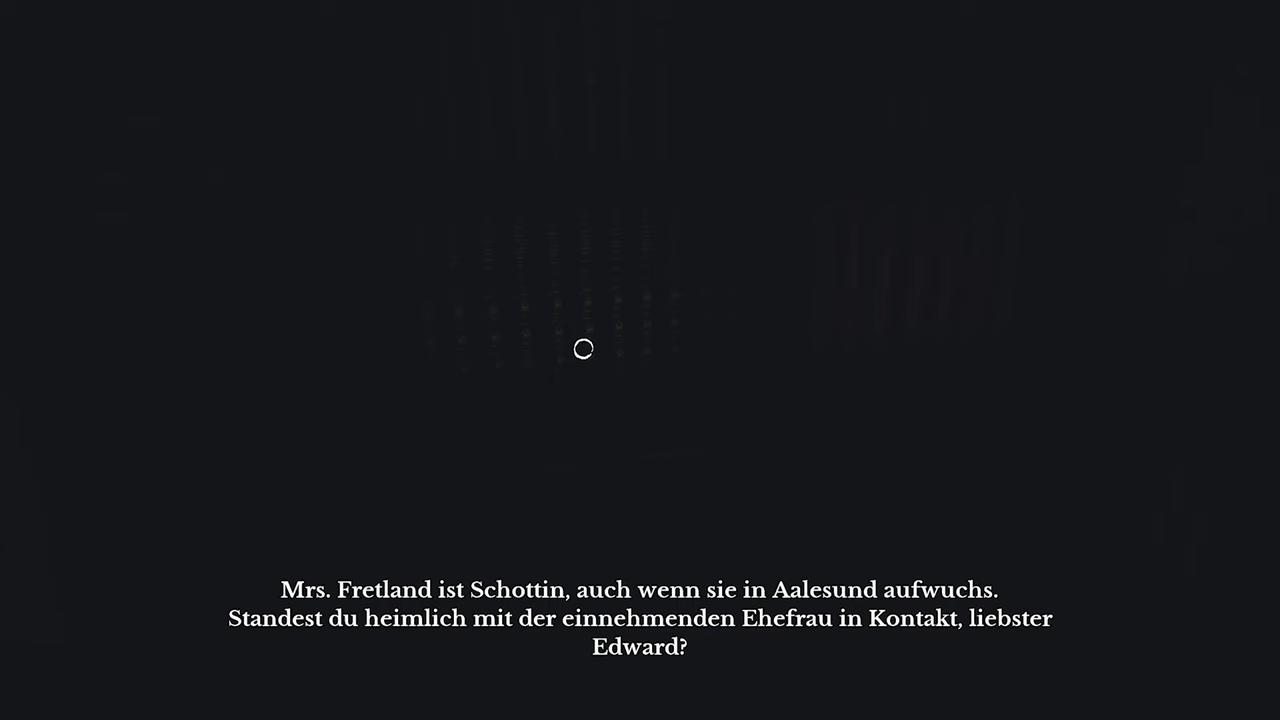 Mrs. Fretland ist Schottin, auch wenn sie in Aalesund aufwuchs.
Standest du heimlich mit der einnehmenden Ehefrau in Kontakt, liebster
Edward?